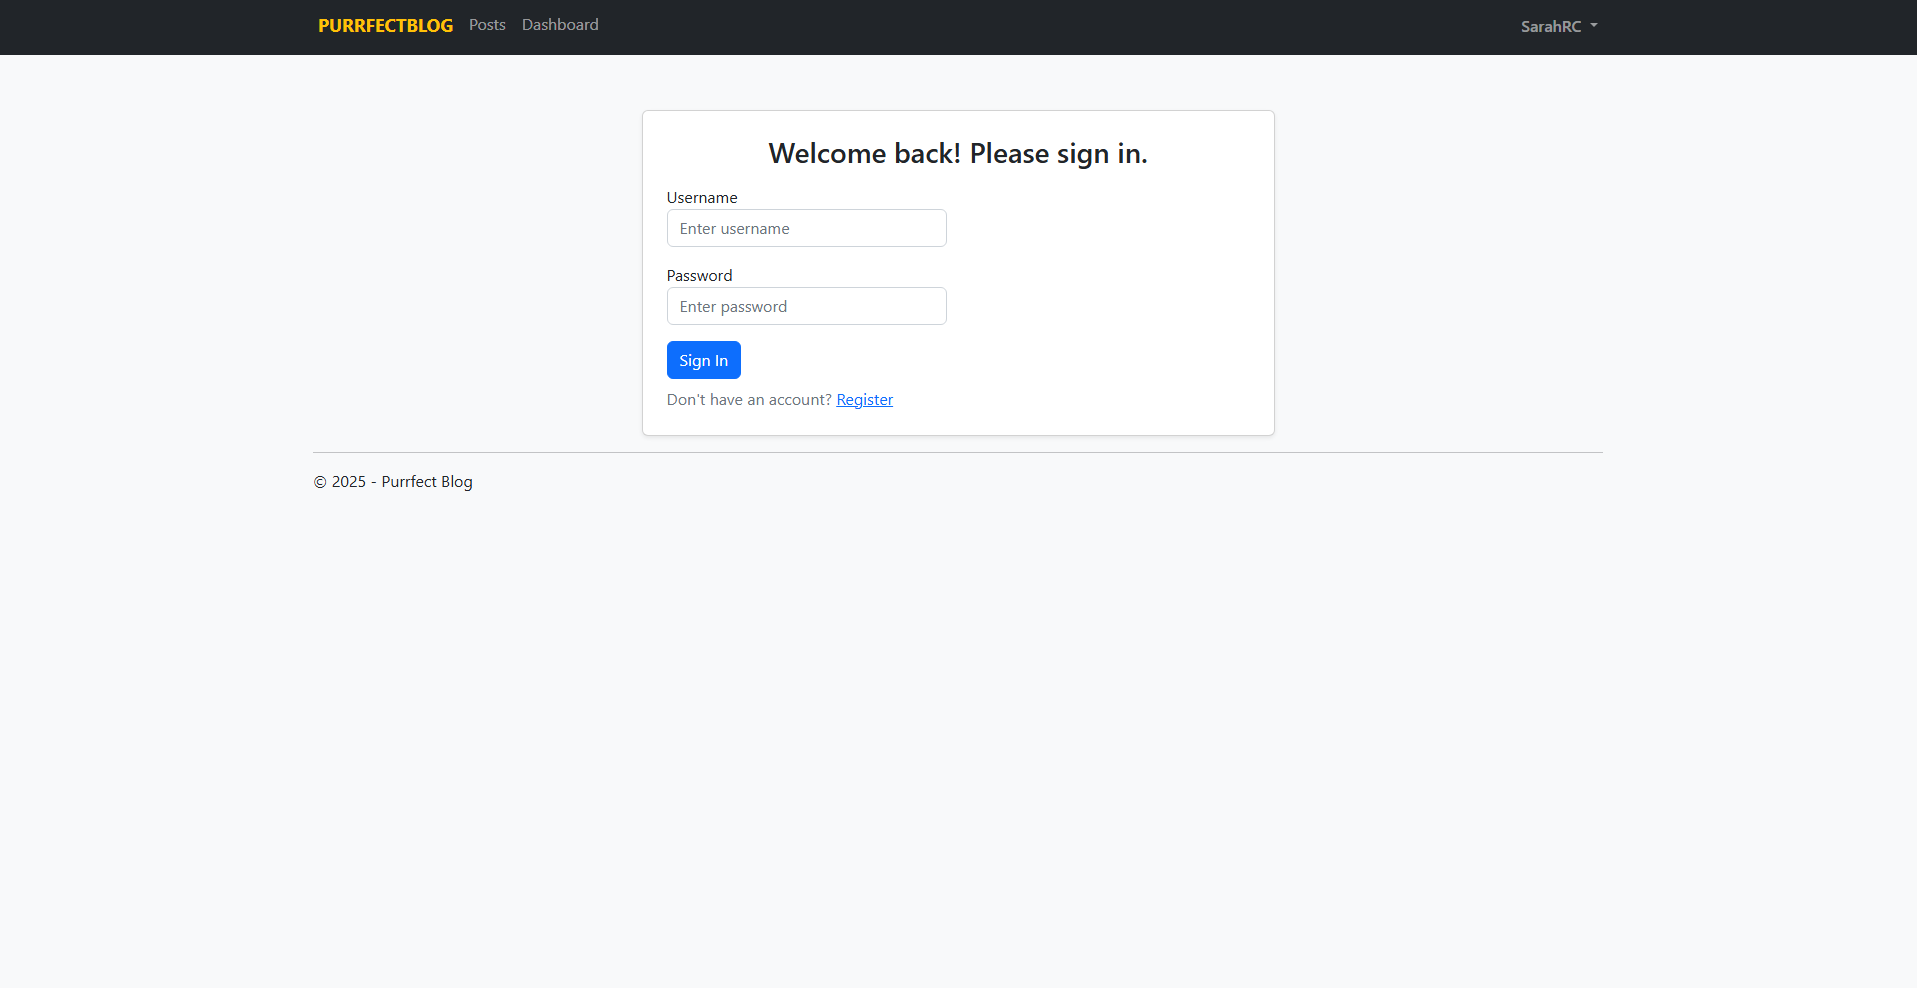 PURRFECTBLOG Posts Dashboard SarahRC
Welcome back! Please sign in.
Username
Enter username
Password
Enter password
Sign In
Don't have an account? Register
© 2025 - Purrfect Blog